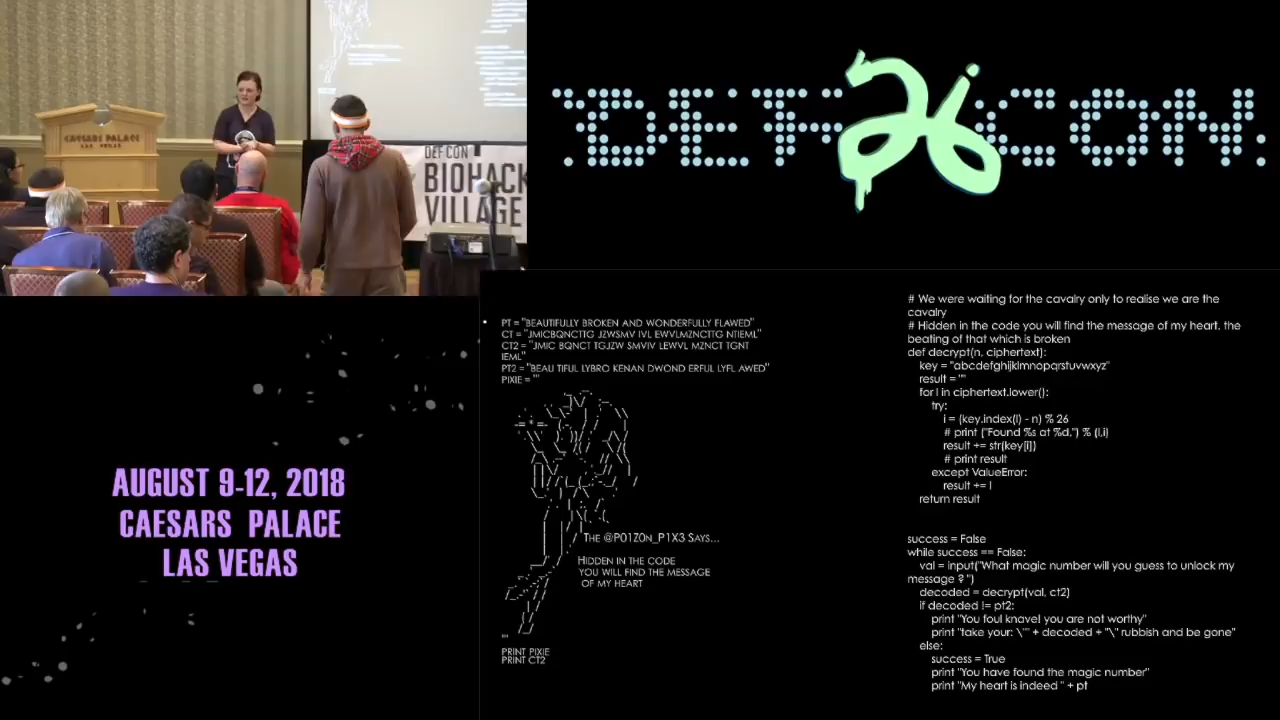 CAESARS PALACE
LAS VEGAS
DEF CON
BIOHACK
VILLAGE
DEF 26 CON
AUGUST 9-12, 2018
CAESARS PALACE
LAS VEGAS
PT = "BEAUTIFULLY BROKEN AND WONDERFULLY FLAWED"
CT = "JMICBQNCTTG JZWSMV IVL EWVLMZNCTTG NTIEML"
CT2 = "JMIC BQNCT TGJZW SMVIV LEWVL MZNCT TGNT
IEML"
PT2 = "BEAU TIFUL LYBRO KENAN DWOND ERFUL LYFL AWED"
PIXIE = '''
THE @P01Z0N_P1X3 SAYS...
HIDDEN IN THE CODE
YOU WILL FIND THE MESSAGE
OF MY HEART
'''
PRINT PIXIE
PRINT CT2
# We were waiting for the cavalry only to realise we are the
cavalry
# Hidden in the code you will find the message of my heart, the
beating of that which is broken
def decrypt(n, ciphertext):
key = "abcdefghijklmnopqrstuvwxyz"
result = ""
for l in ciphertext.lower():
try:
i = (key.index(l) - n) % 26
# print ("Found %s at %d,") % (l,i)
result += str(key[i])
# print result
except ValueError:
result += l
return result
success = False
while success == False:
val = input("What magic number will you guess to unlock my
message ? ")
decoded = decrypt(val, ct2)
if decoded != pt2:
print "You foul knave! you are not worthy"
print "take your: \"" + decoded + "\" rubbish and be gone"
else:
success = True
print "You have found the magic number"
print "My heart is indeed " + pt